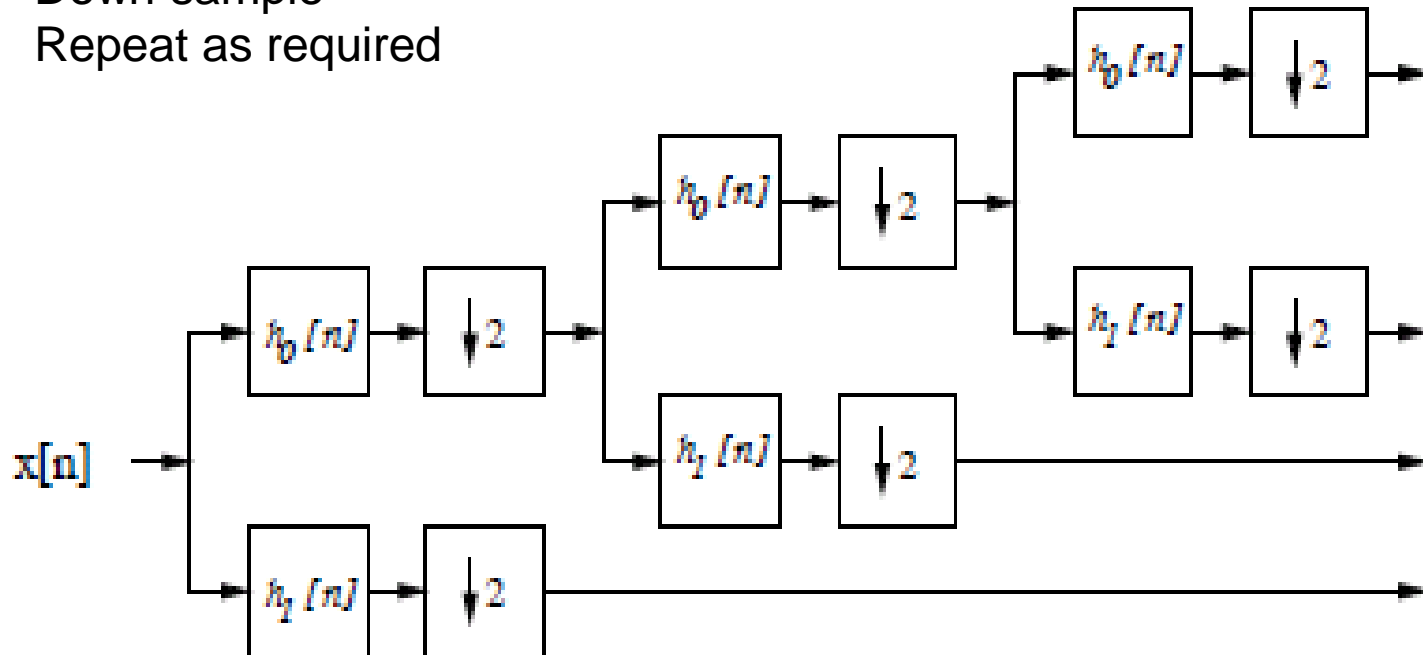 Down sample
Repeat as required
h0[n] ↓2
h0[n] ↓2
h0[n] ↓2 h1[n] ↓2
x[n] h1[n] ↓2
h1[n] ↓2